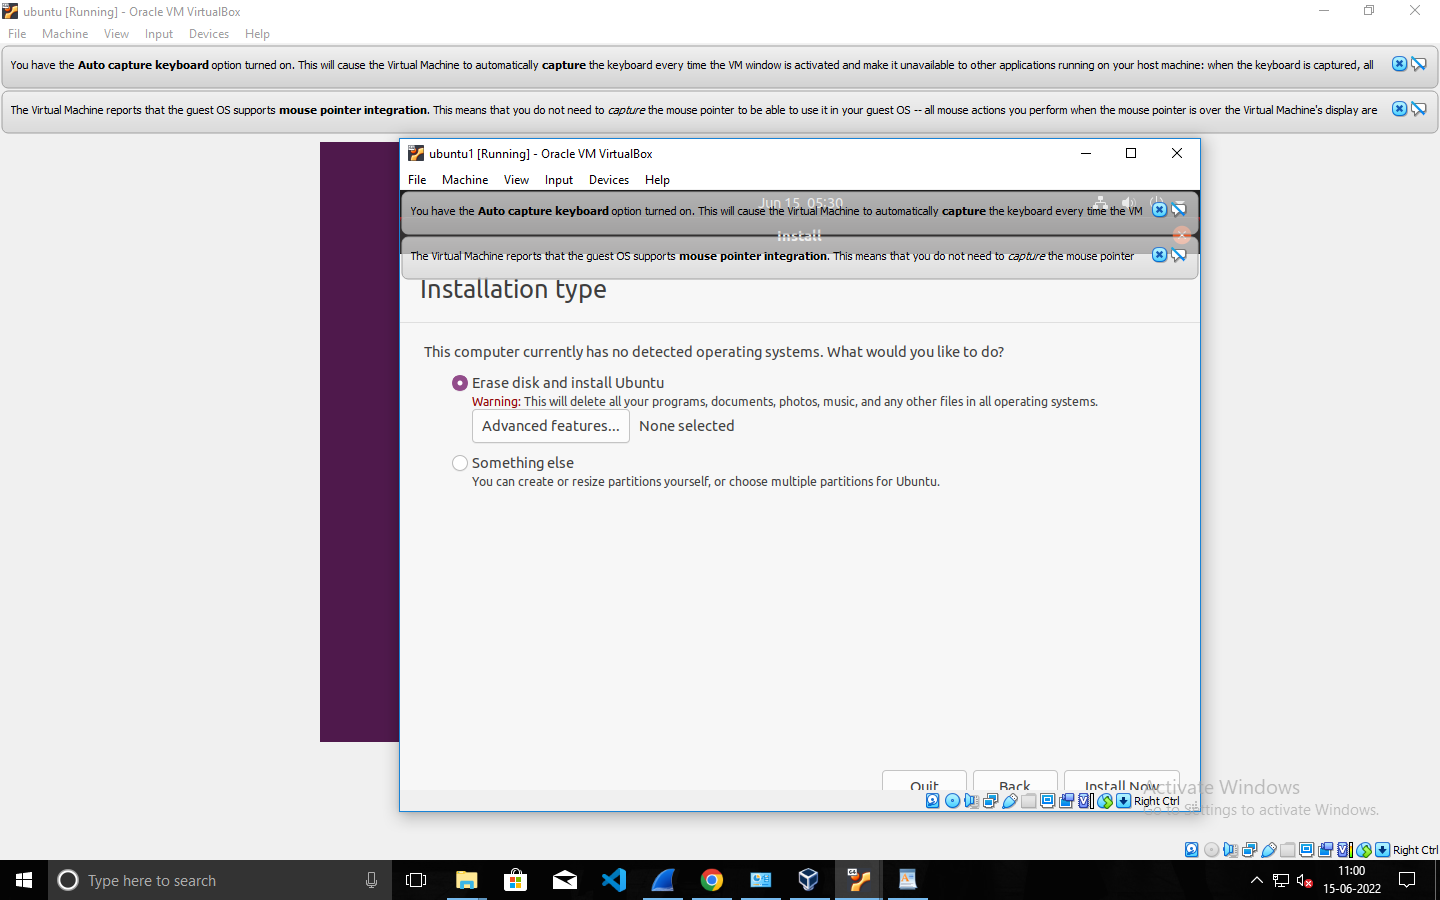 ubuntu [Running] - Oracle VM VirtualBox
File Machine View Input Devices Help
You have the Auto capture keyboard option turned on. This will cause the Virtual Machine to automatically capture the keyboard every time the VM window is activated and make it unavailable to other applications running on your host machine: when the keyboard is captured, all
The Virtual Machine reports that the guest OS supports mouse pointer integration. This means that you do not need to capture the mouse pointer to be able to use it in your guest OS -- all mouse actions you perform when the mouse pointer is over the Virtual Machine's display are
ubuntu1 [Running] - Oracle VM VirtualBox
File Machine View Input Devices Help
Jun 15 05:30
You have the Auto capture keyboard option turned on. This will cause the Virtual Machine to automatically capture the keyboard every time the VM
Install
The Virtual Machine reports that the guest OS supports mouse pointer integration. This means that you do not need to capture the mouse pointer
Installation type
This computer currently has no detected operating systems. What would you like to do?
Erase disk and install Ubuntu
Warning: This will delete all your programs, documents, photos, music, and any other files in all operating systems.
Advanced features... None selected
Something else
You can create or resize partitions yourself, or choose multiple partitions for Ubuntu.
Quit Back Install Now
Right Ctrl
Activate Windows
Go to Settings to activate Windows.
Right Ctrl
Type here to search
64
11:00
15-06-2022